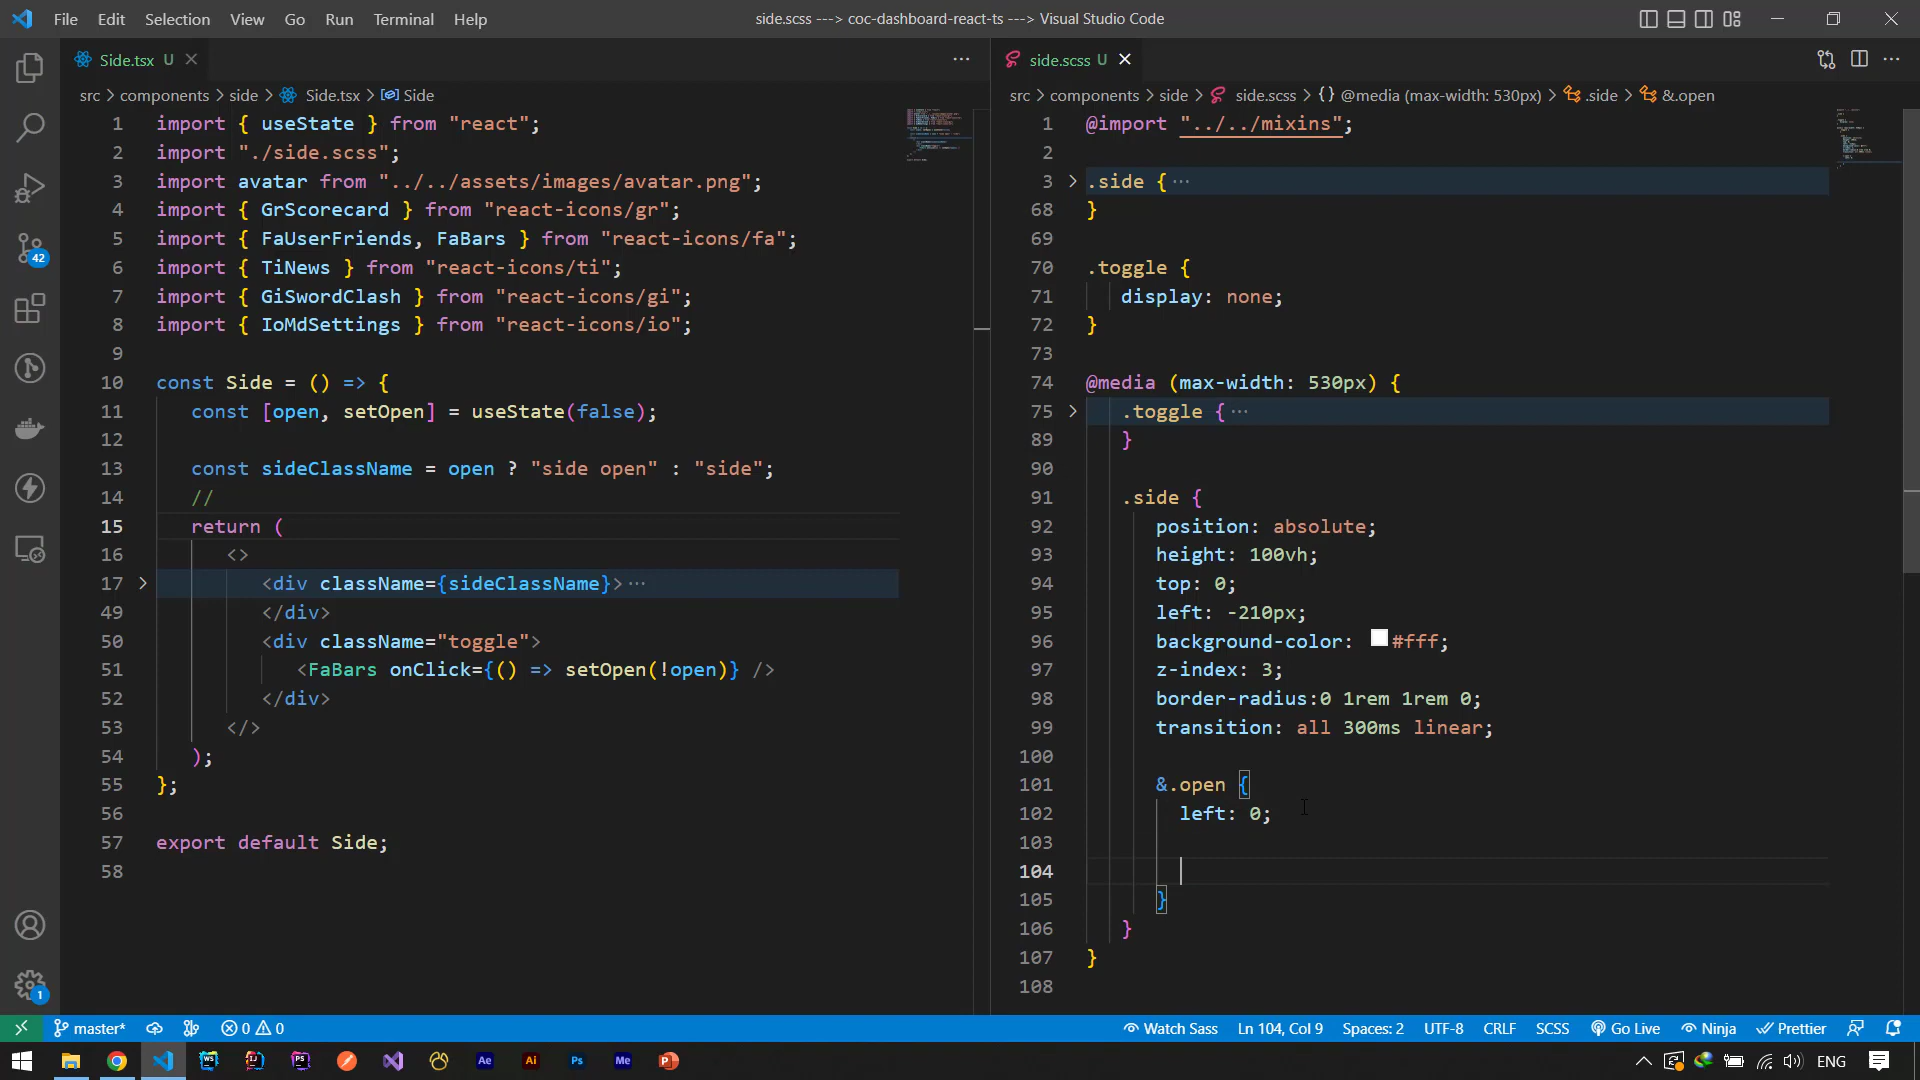 File Edit Selection View Go Run Terminal Help
side.scss ---> coc-dashboard-react-ts ---> Visual Studio Code
Side.tsx U
src > components > side > Side.tsx > Side
1 import { useState } from "react";
2 import "./side.scss";
3 import avatar from "../../assets/images/avatar.png";
4 import { GrScorecard } from "react-icons/gr";
5 import { FaUserFriends, FaBars } from "react-icons/fa";
6 import { TiNews } from "react-icons/ti";
7 import { GiSwordClash } from "react-icons/gi";
8 import { IoMdSettings } from "react-icons/io";
9
10 const Side = () => {
11 const [open, setOpen] = useState(false);
12
13 const sideClassName = open ? "side open" : "side";
14 //
15 return (
16 <>
17 <div className={sideClassName}>···
49 </div>
50 <div className="toggle">
51 <FaBars onClick={() => setOpen(!open)} />
52 </div>
53 </>
54 );
55 };
56
57 export default Side;
58
side.scss U
src > components > side > side.scss > {} @media (max-width: 530px) > .side > &.open
1 @import "../../mixins";
2
3 .side {···
68 }
69
70 .toggle {
71 display: none;
72 }
73
74 @media (max-width: 530px) {
75 .toggle {···
89 }
90
91 .side {
92 position: absolute;
93 height: 100vh;
94 top: 0;
95 left: -210px;
96 background-color: #fff;
97 z-index: 3;
98 border-radius:0 1rem 1rem 0;
99 transition: all 300ms linear;
100
101 &.open {
102 left: 0;
103
104
105 }
106 }
107 }
108
42
1
master* 0 0
Watch Sass Ln 104, Col 9 Spaces: 2 UTF-8 CRLF SCSS Go Live Ninja Prettier
WS IJ PS Ae Ai Ps Me P
ENG